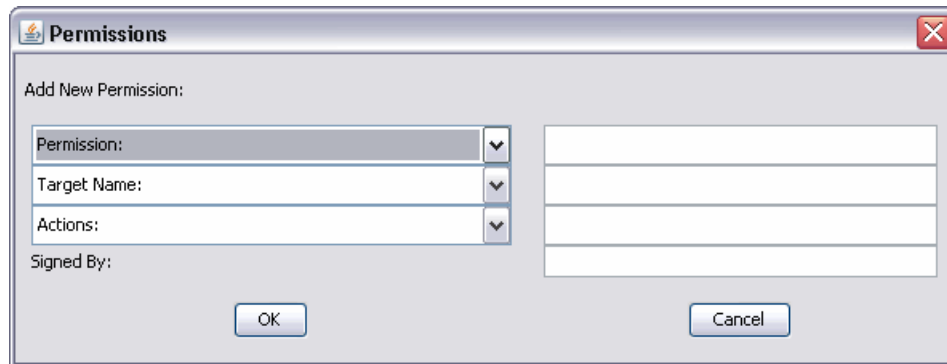 Permissions
Add New Permission:
Permission:
Target Name:
Actions:
Signed By:
OK Cancel